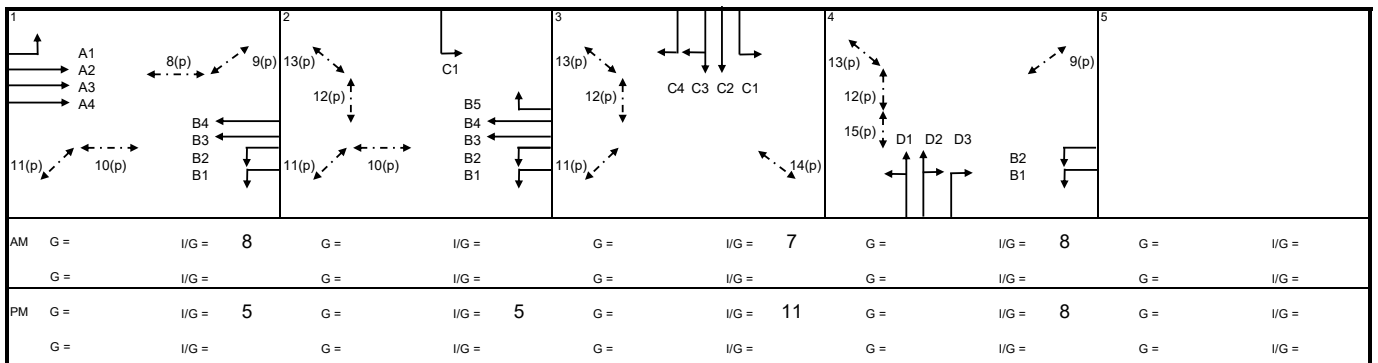 1
A1
A2
A3
A4
8(p)
9(p)
B4
B3
B2
B1
11(p)
10(p)
2
13(p)
12(p)
C1
B5
B4
B3
B2
B1
11(p)
10(p)
3
13(p)
12(p)
C4 C3 C2 C1
11(p)
14(p)
4
13(p)
12(p)
15(p)
9(p)
D1 D2 D3
B2
B1
5
AM G = I/G = 8 G = I/G = G = I/G = 7 G = I/G = 8 G = I/G =
G = I/G = G = I/G = G = I/G = G = I/G = G = I/G =
PM G = I/G = 5 G = I/G = 5 G = I/G = 11 G = I/G = 8 G = I/G =
G = I/G = G = I/G = G = I/G = G = I/G = G = I/G =